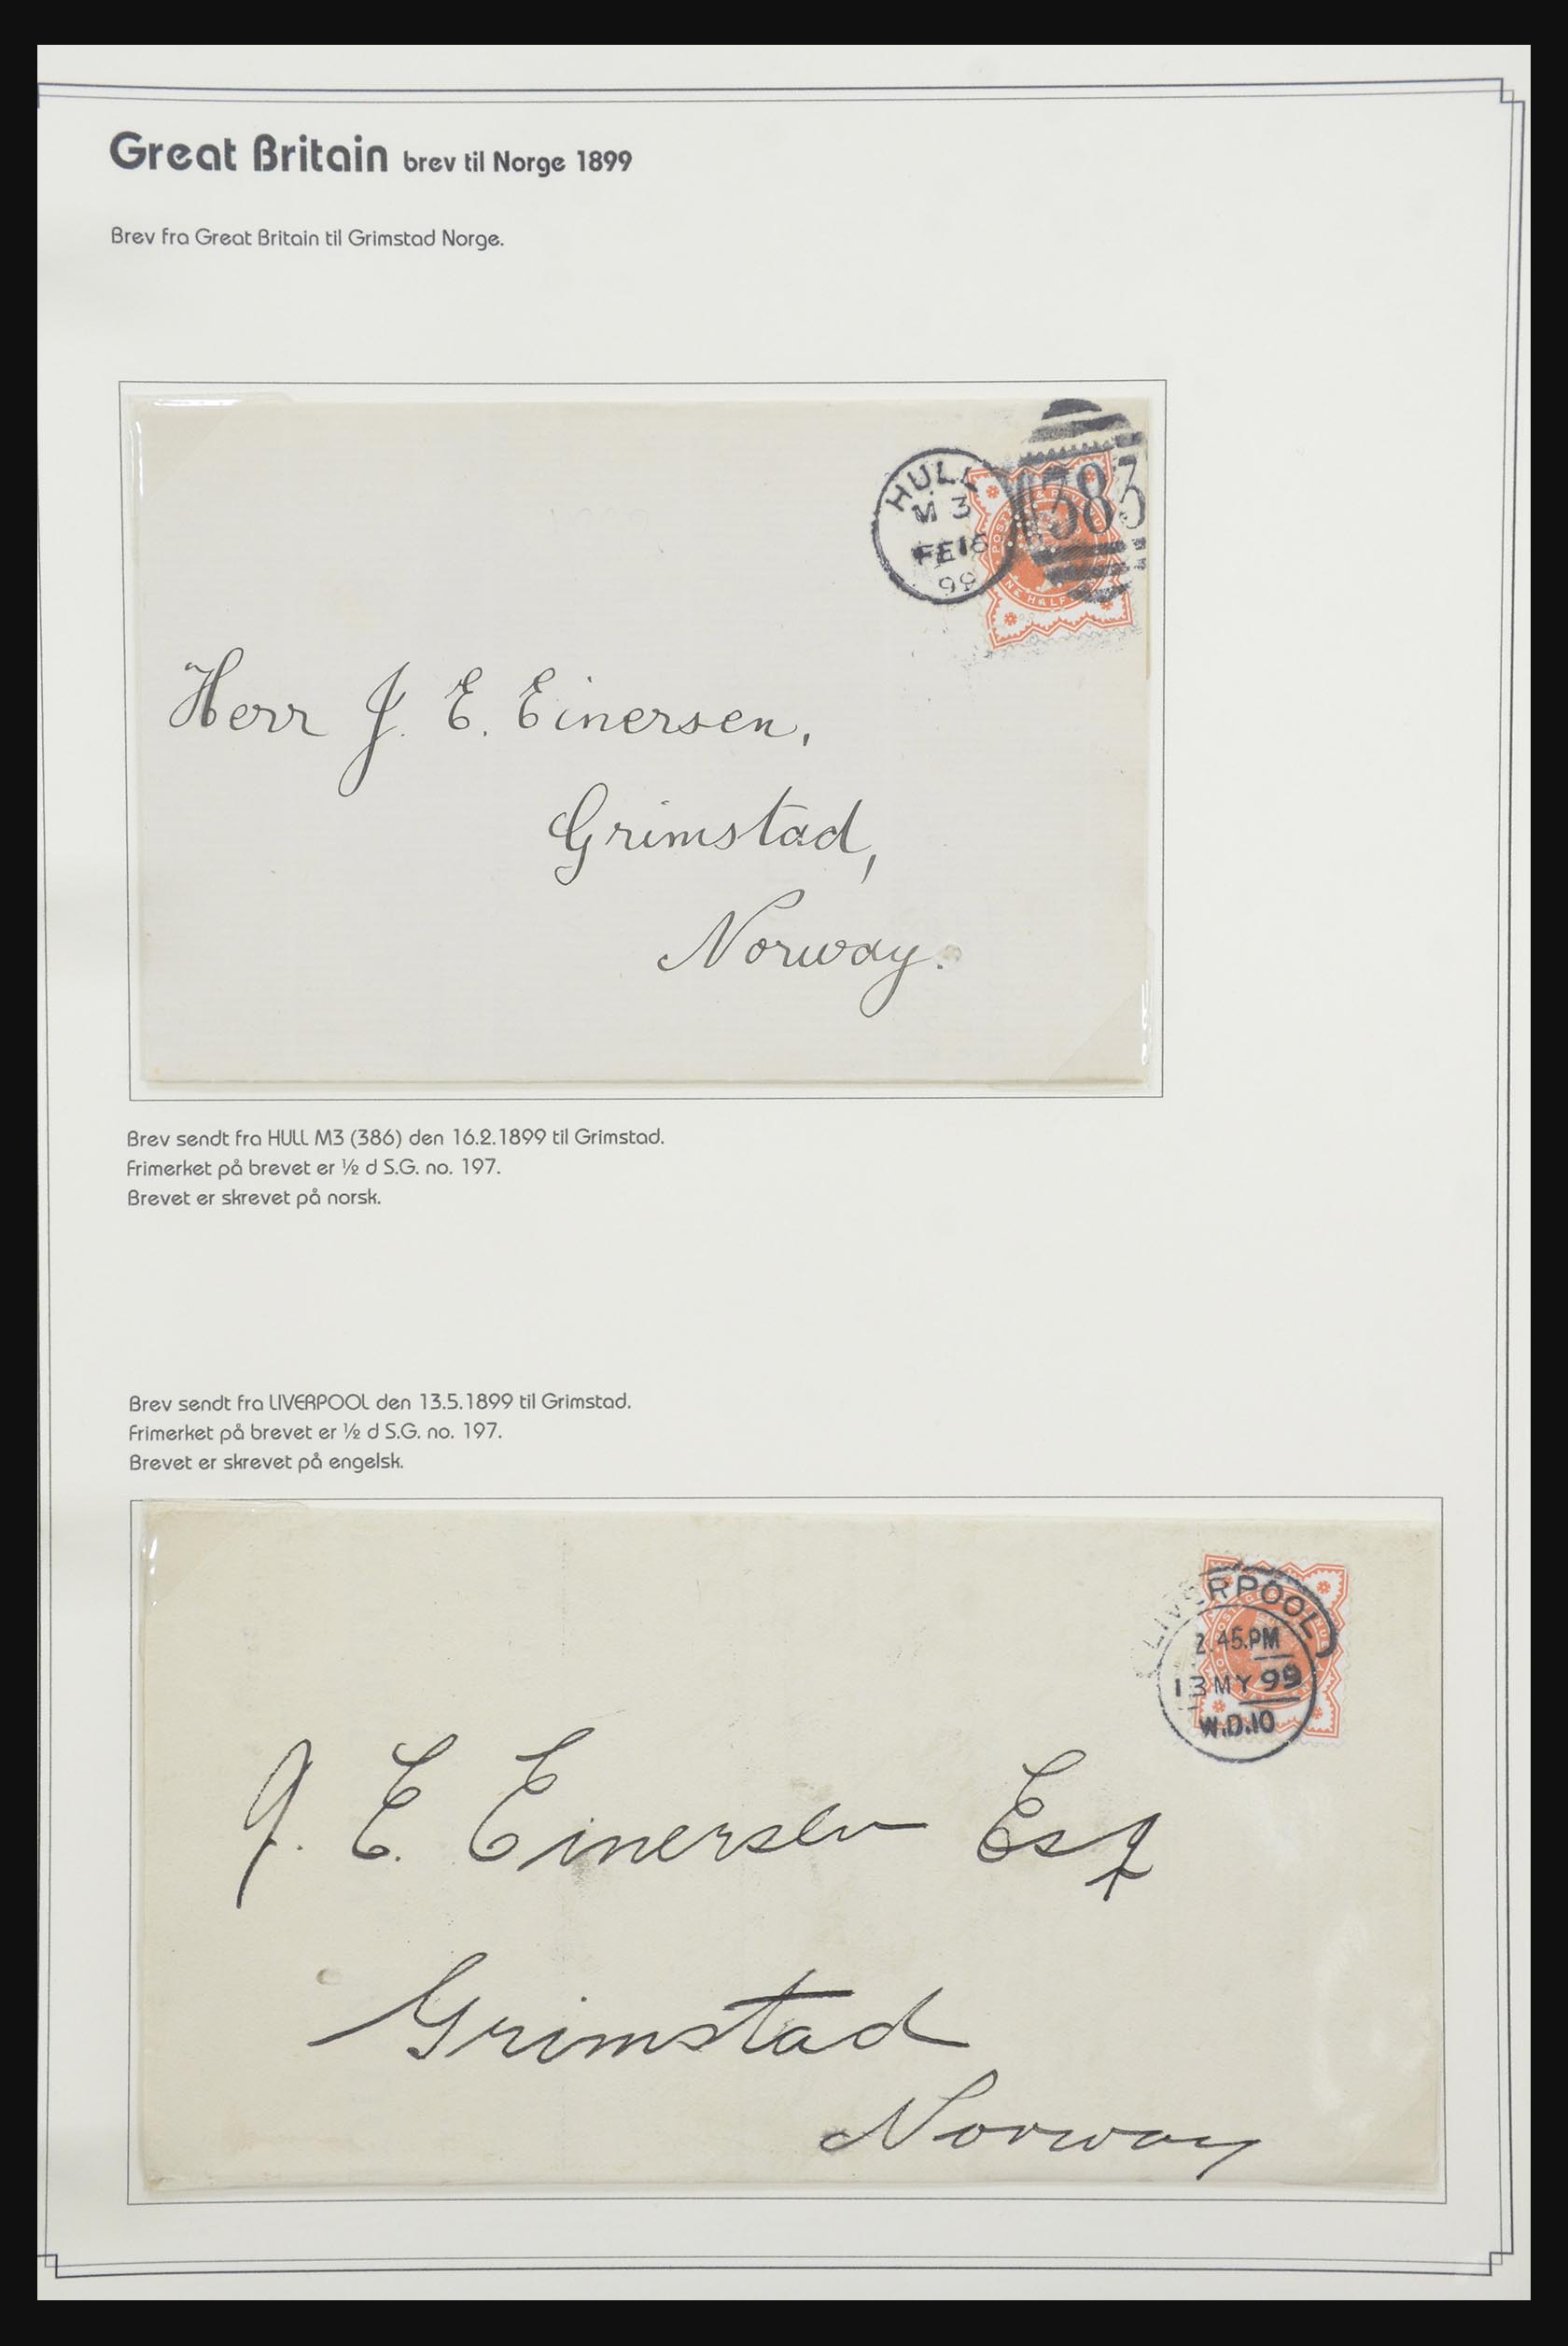 Great Britain brev til Norge 1899
Brev fra Great Britain til Grimstad Norge.
HULL
M 3
FE 16
99
383
Herr J. E. Einersen,
Grimstad,
Norway.
Brev sendt fra HULL M3 (386) den 16.2.1899 til Grimstad.
Frimerket på brevet er ½ d S.G. no. 197.
Brevet er skrevet på norsk.
Brev sendt fra LIVERPOOL den 13.5.1899 til Grimstad.
Frimerket på brevet er ½ d S.G. no. 197.
Brevet er skrevet på engelsk.
LIVERPOOL
2.45.PM
13 MY 99
W.D.10
J. E. Einersen Esq
Grimstad
Norway